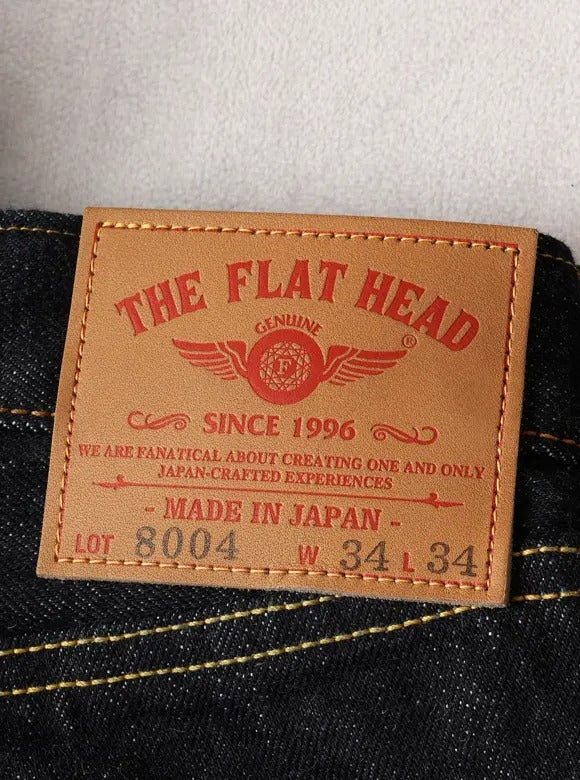 THE FLAT HEAD
GENUINE
®
F
SINCE 1996
WE ARE FANATICAL ABOUT CREATING ONE AND ONLY
JAPAN-CRAFTED EXPERIENCES
- MADE IN JAPAN -
LOT 8004 W 34 L 34